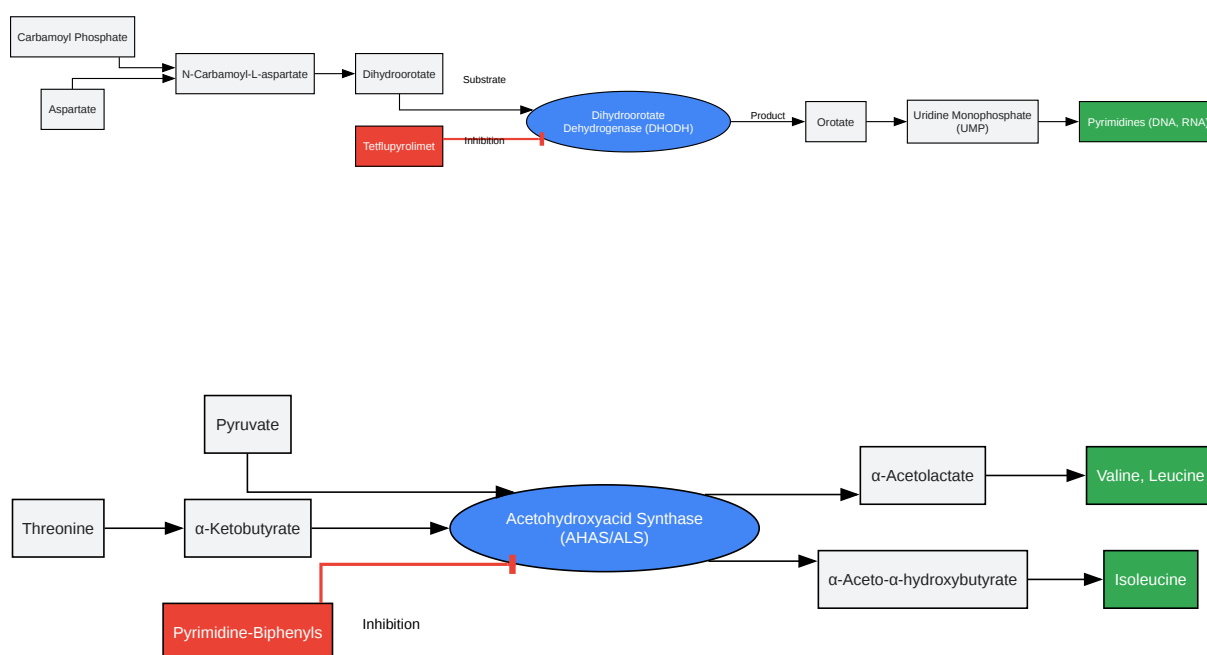 Carbamoyl Phosphate
Aspartate
N-Carbamoyl-L-aspartate
Dihydroorotate
Substrate
Tetflupyrolimet
Inhibition
Dihydroorotate
Dehydrogenase (DHODH)
Product
Orotate
Uridine Monophosphate
(UMP)
Pyrimidines (DNA, RNA)
Pyruvate
Threonine
α-Ketobutyrate
Pyrimidine-Biphenyls
Inhibition
Acetohydroxyacid Synthase
(AHAS/ALS)
α-Acetolactate
Valine, Leucine
α-Aceto-α-hydroxybutyrate
Isoleucine